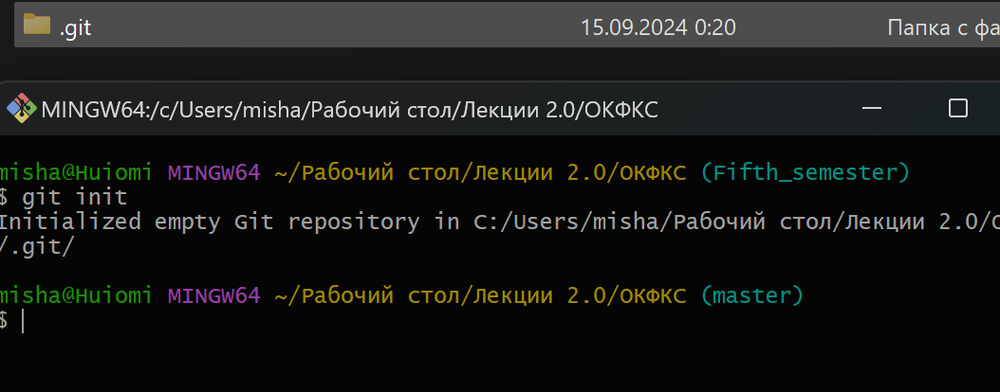 .git 15.09.2024 0:20 Папка с фа
MINGW64:/c/Users/misha/Рабочий стол/Лекции 2.0/ОКФКС
misha@Huiomi MINGW64 ~/Рабочий стол/Лекции 2.0/ОКФКС (Fifth_semester)
$ git init
Initialized empty Git repository in C:/Users/misha/Рабочий стол/Лекции 2.0/О
/.git/
misha@Huiomi MINGW64 ~/Рабочий стол/Лекции 2.0/ОКФКС (master)
$